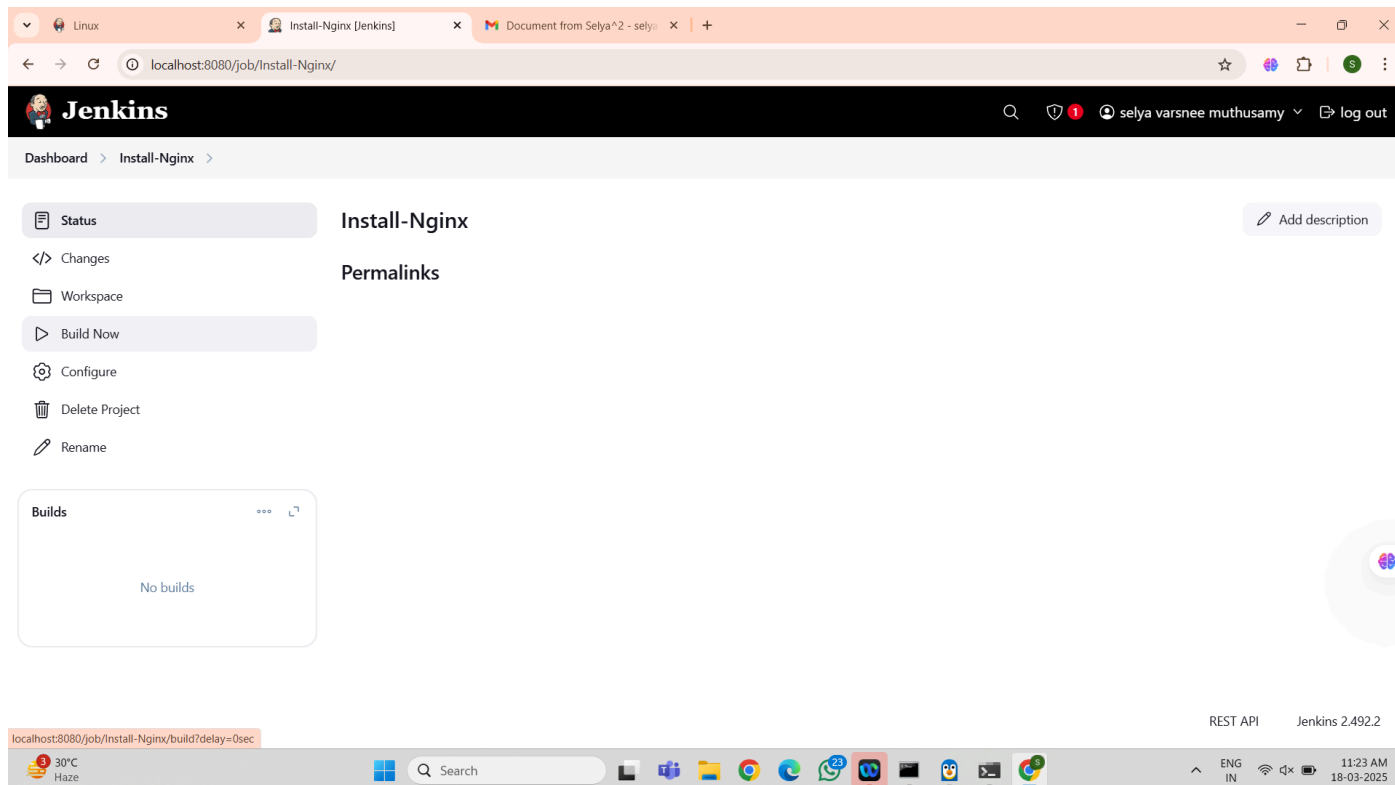 Linux
Install-Nginx [Jenkins]
Document from Selya^2 - selya
localhost:8080/job/Install-Nginx/
S
Jenkins
1
selya varsnee muthusamy
log out
Dashboard > Install-Nginx >
Status
Changes
Workspace
Build Now
Configure
Delete Project
Rename
Install-Nginx
Add description
Permalinks
Builds
No builds
REST API
Jenkins 2.492.2
localhost:8080/job/Install-Nginx/build?delay=0sec
3
30°C
Haze
Search
23
S
ENG
IN
11:23 AM
18-03-2025